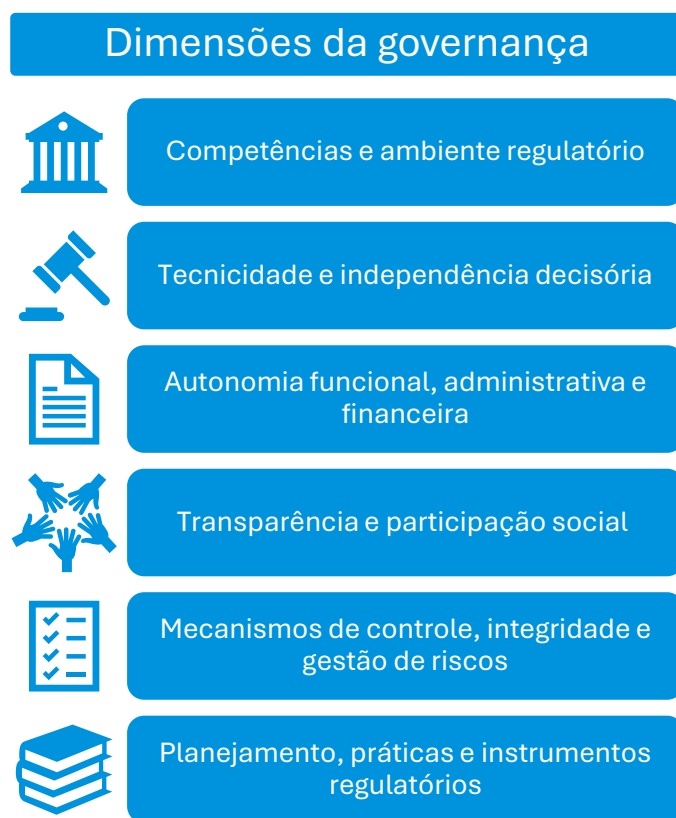 Dimensões da governança
Competências e ambiente regulatório
Tecnicidade e independência decisória
Autonomia funcional, administrativa e
financeira
Transparência e participação social
Mecanismos de controle, integridade e
gestão de riscos
Planejamento, práticas e instrumentos
regulatórios